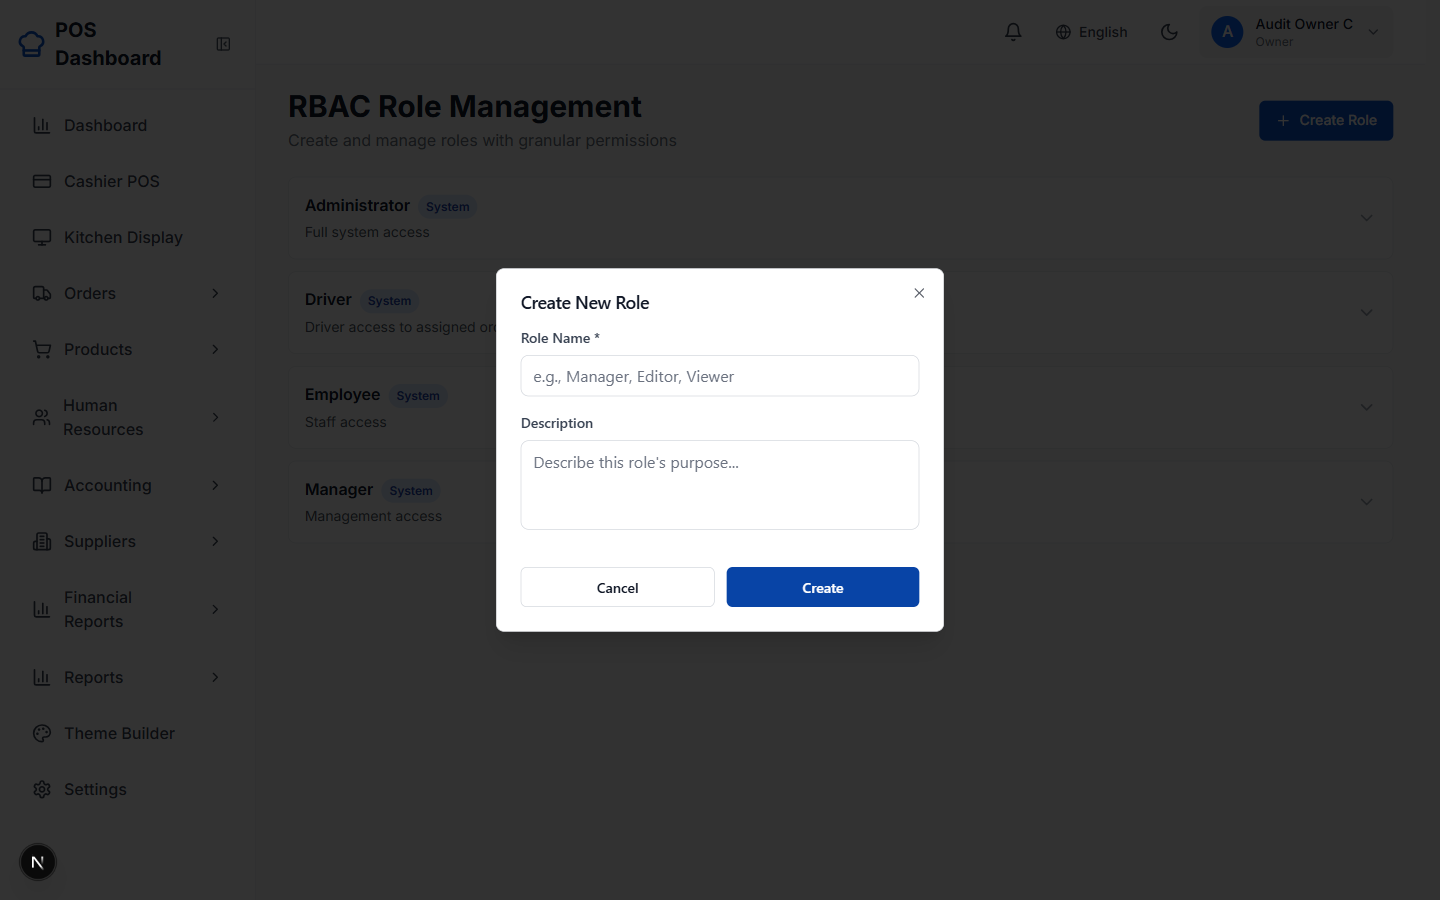 POS
Dashboard
English
A
Audit Owner C
Owner
Dashboard
Cashier POS
Kitchen Display
Orders
Products
Human
Resources
Accounting
Suppliers
Financial
Reports
Reports
Theme Builder
Settings
N
RBAC Role Management
Create and manage roles with granular permissions
Create Role
Administrator System
Full system access
Driver System
Driver access to assigned
Employee System
Staff access
Manager System
Management access
Create New Role
Role Name *
e.g., Manager, Editor, Viewer
Description
Describe this role's purpose...
Cancel
Create